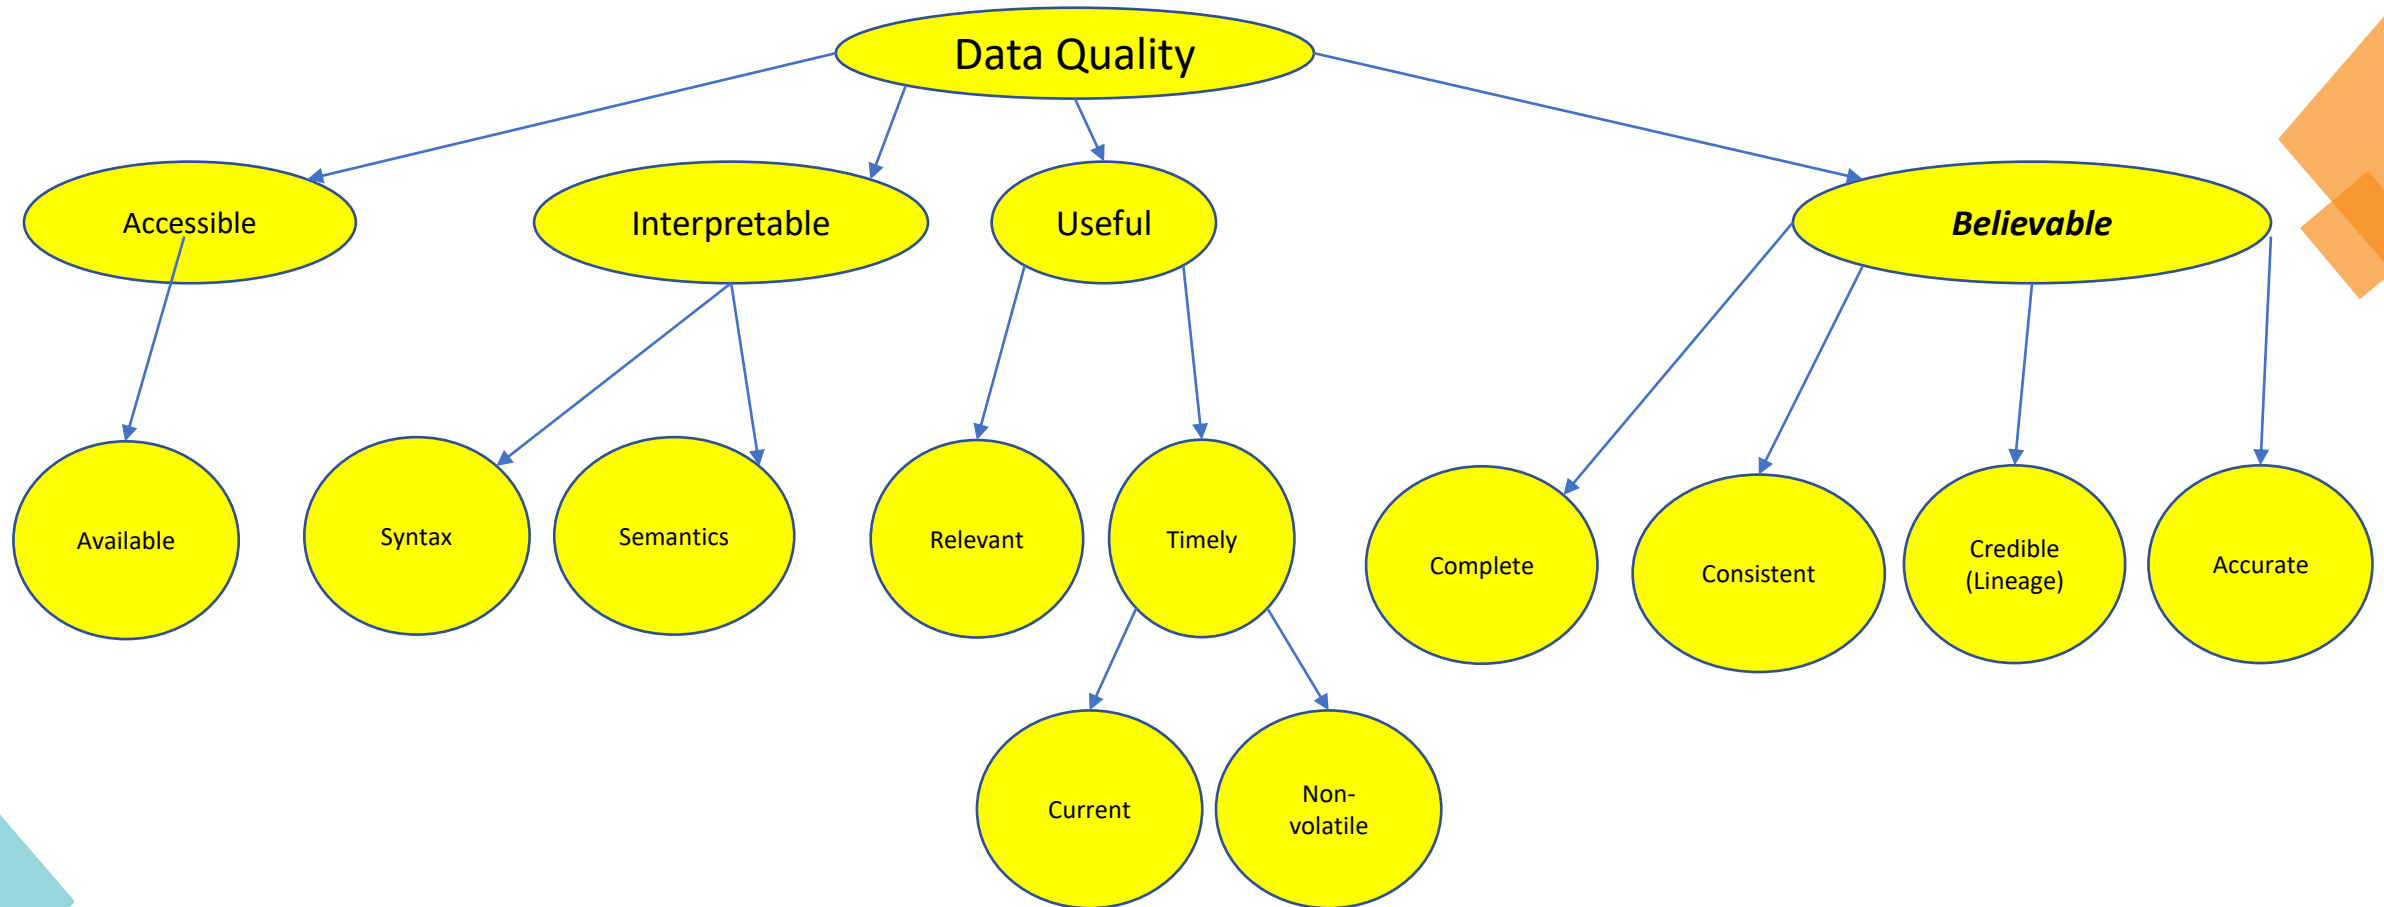 Data Quality
Accessible
Interpretable
Useful
Believable
Available
Syntax
Semantics
Relevant
Timely
Complete
Consistent
Credible
(Lineage)
Accurate
Current
Non-
volatile